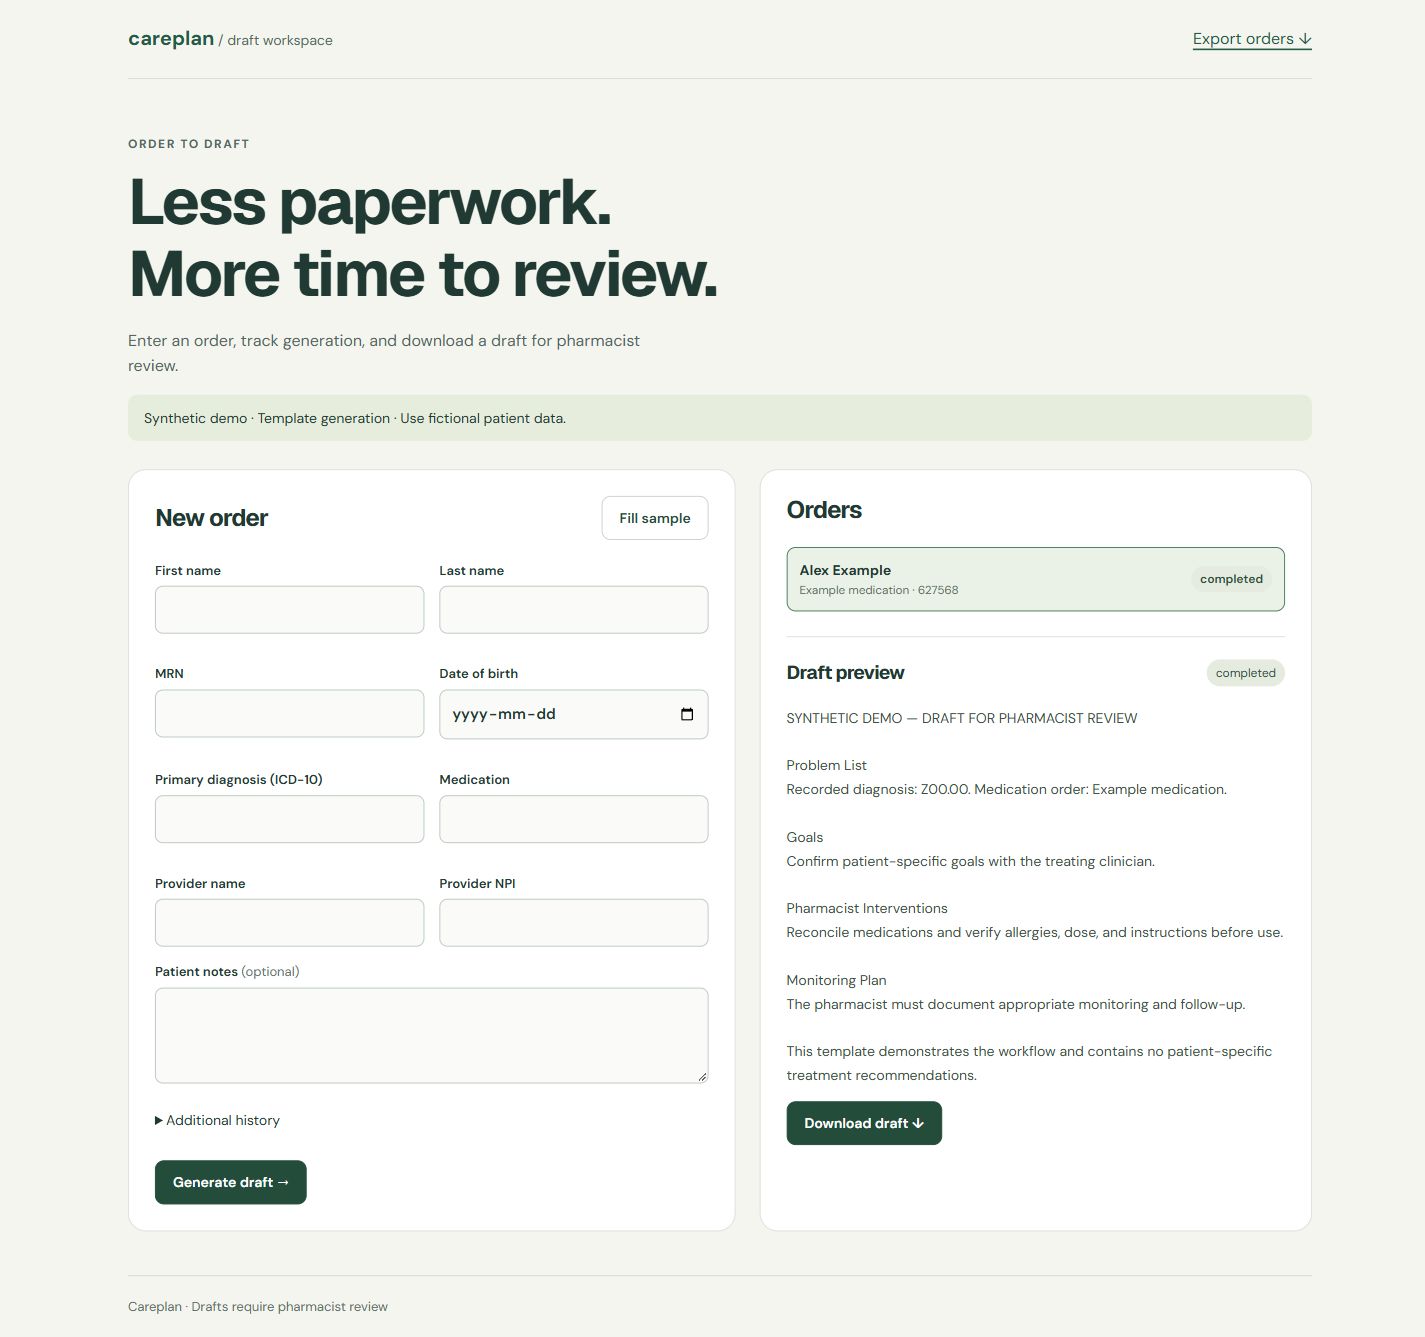 careplan / draft workspace
Export orders ↓
ORDER TO DRAFT
Less paperwork.
More time to review.
Enter an order, track generation, and download a draft for pharmacist
review.
Synthetic demo · Template generation · Use fictional patient data.
New order
Fill sample
First name
Last name
MRN
Date of birth
yyyy-mm-dd
Primary diagnosis (ICD-10)
Medication
Provider name
Provider NPI
Patient notes (optional)
Additional history
Generate draft →
Orders
Alex Example
completed
Example medication · 627568
Draft preview
completed
SYNTHETIC DEMO — DRAFT FOR PHARMACIST REVIEW
Problem List
Recorded diagnosis: Z00.00. Medication order: Example medication.
Goals
Confirm patient-specific goals with the treating clinician.
Pharmacist Interventions
Reconcile medications and verify allergies, dose, and instructions before use.
Monitoring Plan
The pharmacist must document appropriate monitoring and follow-up.
This template demonstrates the workflow and contains no patient-specific
treatment recommendations.
Download draft ↓
Careplan · Drafts require pharmacist review